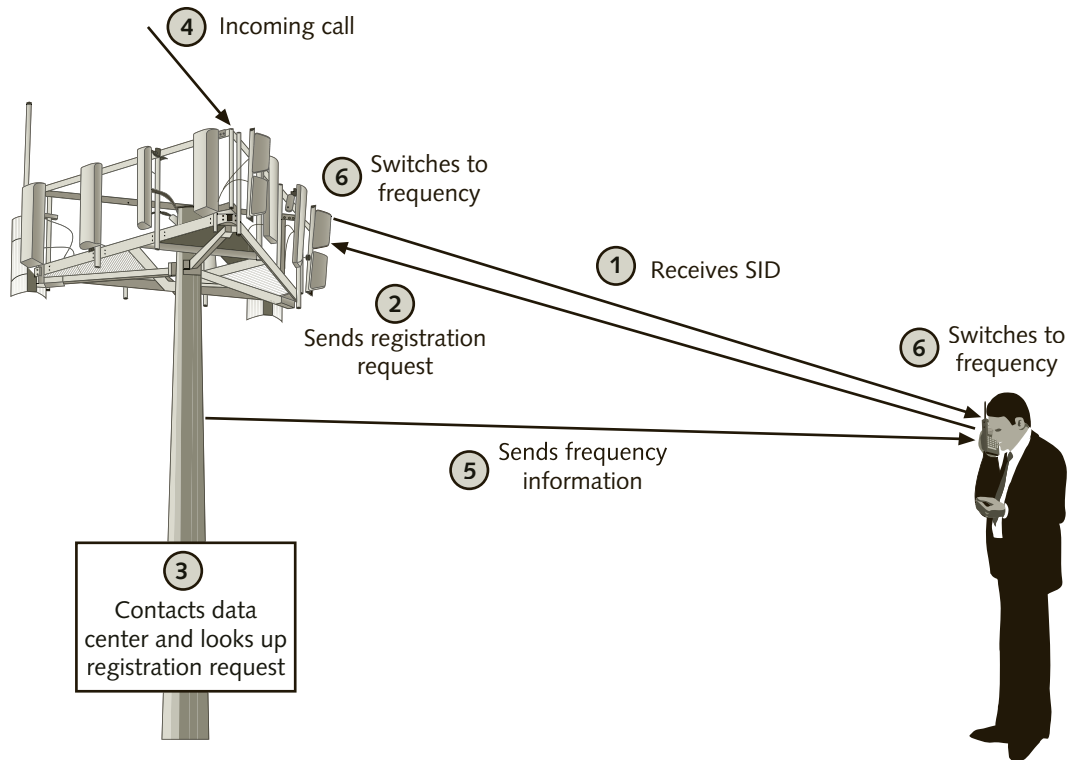 4 Incoming call
6 Switches to
frequency
1 Receives SID
2
Sends registration
request
6 Switches to
frequency
5 Sends frequency
information
3
Contacts data
center and looks up
registration request